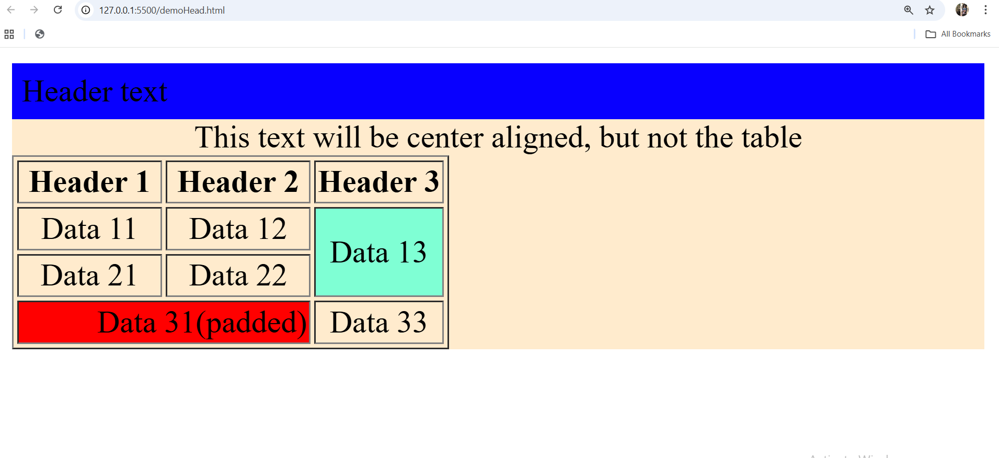 127.0.0.1:5500/demoHead.html
All Bookmarks
Header text
This text will be center aligned, but not the table
Header 1 Header 2 Header 3
Data 11 Data 12
Data 13
Data 21 Data 22
Data 31(padded) Data 33